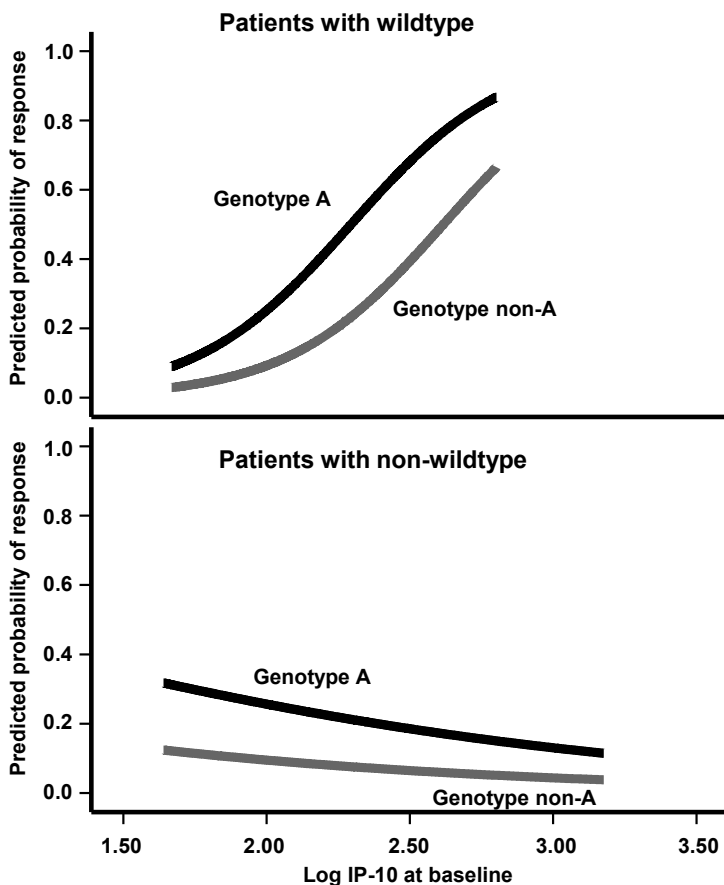 Patients with wildtype
Predicted probability of response
1.0
0.8
0.6
0.4
0.2
0.0
Genotype A
Genotype non-A
Patients with non-wildtype
Predicted probability of response
1.0
0.8
0.6
0.4
0.2
0.0
Genotype A
Genotype non-A
1.50 2.00 2.50 3.00 3.50
Log IP-10 at baseline